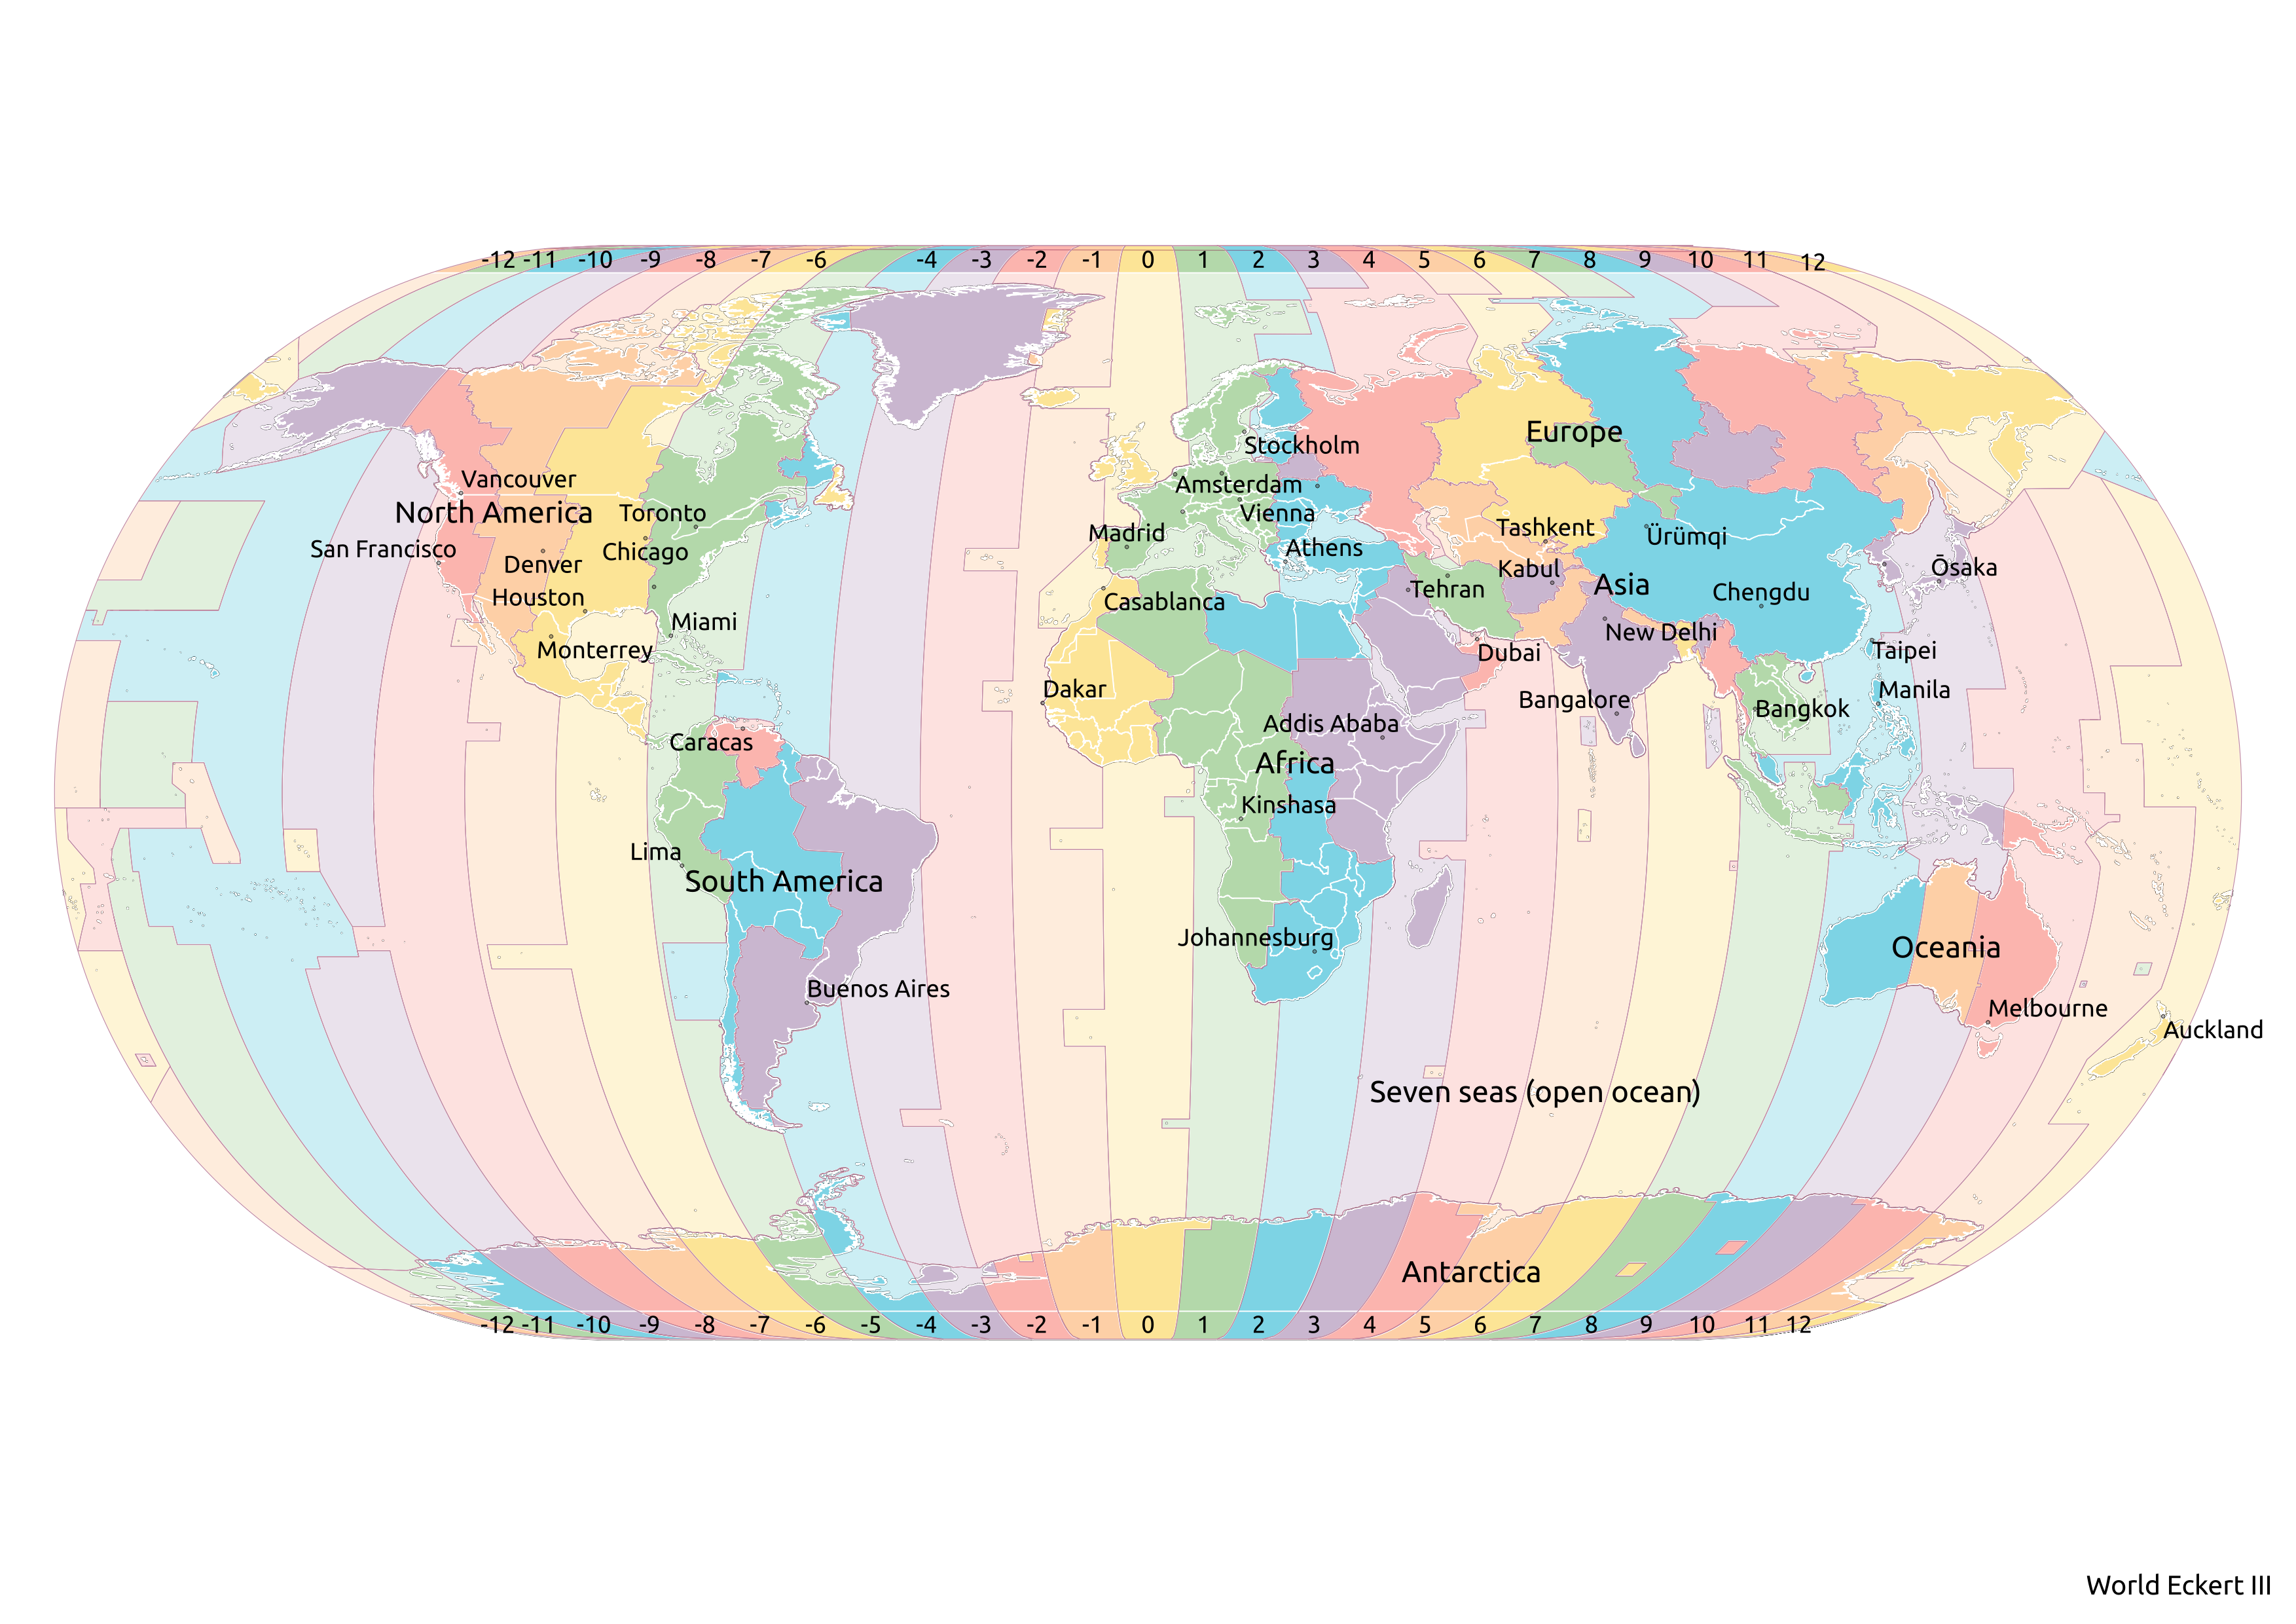 -12 -11 -10 -9 -8 -7 -6 -4 -3 -2 -1 0 1 2 3 4 5 6 7 8 9 10 11 12
Europe
Stockholm
Vancouver
Amsterdam
North America
Toronto
Vienna
Tashkent
Ürümqi
Madrid
San Francisco
Chicago
Athens
Denver
Kabul
Ōsaka
Asia
Tehran
Chengdu
Houston
Casablanca
Miami
New Delhi
Monterrey
Dubai
Taipei
Dakar
Manila
Bangalore
Bangkok
Addis Ababa
Caracas
Africa
Kinshasa
Lima
South America
Johannesburg
Oceania
Buenos Aires
Melbourne
Auckland
Seven seas (open ocean)
Antarctica
-12 -11 -10 -9 -8 -7 -6 -5 -4 -3 -2 -1 0 1 2 3 4 5 6 7 8 9 10 11 12
World Eckert III